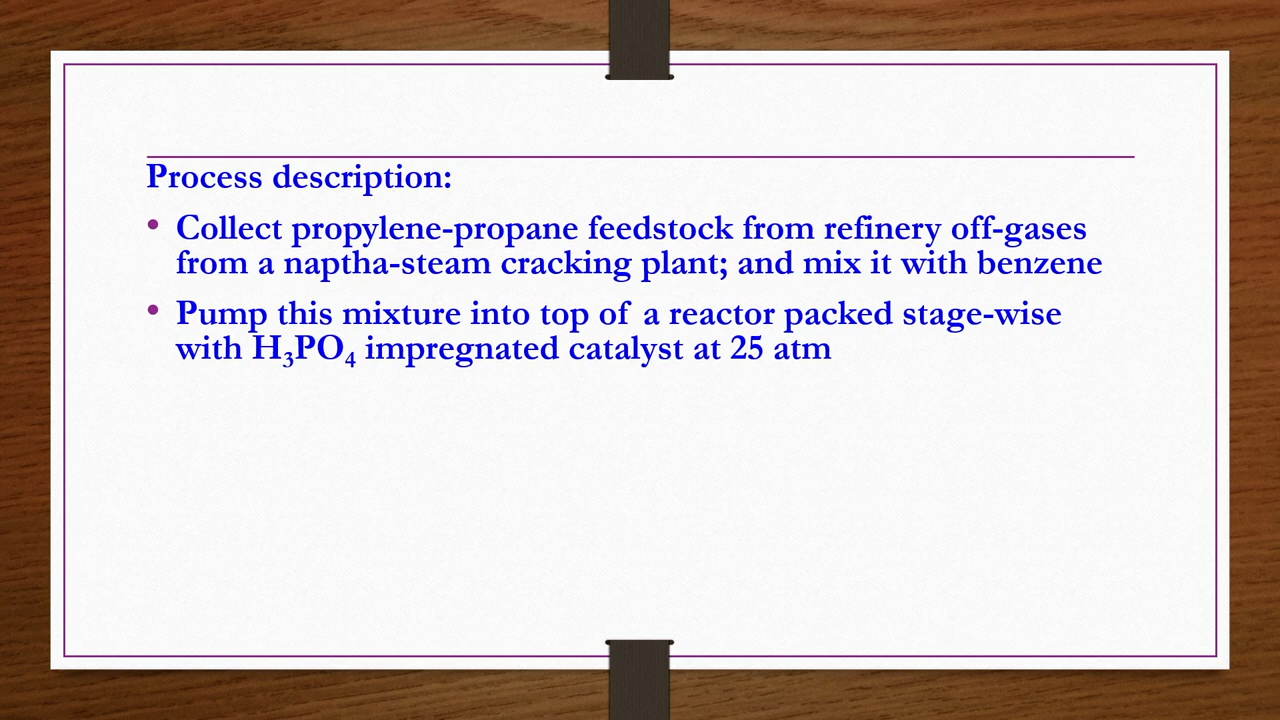 Process description:
• Collect propylene-propane feedstock from refinery off-gases
from a naptha-steam cracking plant; and mix it with benzene
• Pump this mixture into top of a reactor packed stage-wise
with H₃PO₄ impregnated catalyst at 25 atm